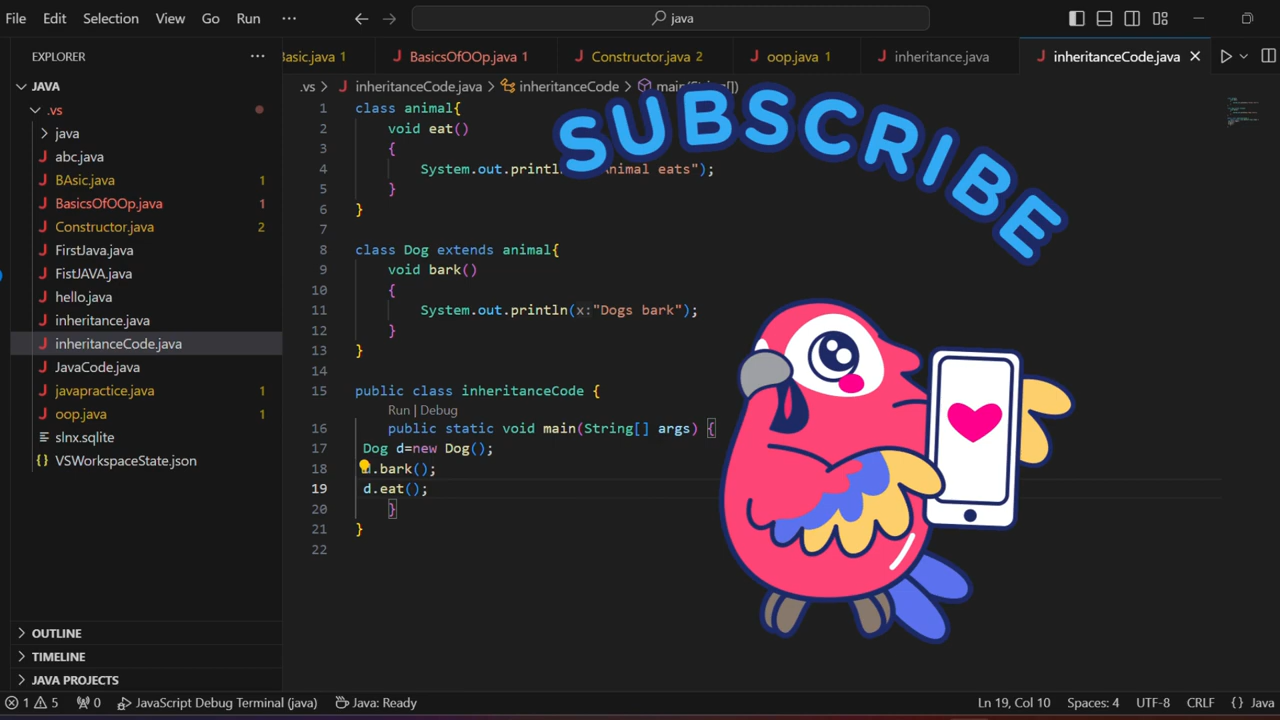 File Edit Selection View Go Run ··· java
EXPLORER ···
Basic.java 1 BasicsOfOOp.java 1 Constructor.java 2 oop.java 1 inheritance.java inheritanceCode.java
JAVA
.vs
java
abc.java
BAsic.java 1
BasicsOfOOp.java 1
Constructor.java 2
FirstJava.java
FistJAVA.java
hello.java
inheritance.java
inheritanceCode.java
JavaCode.java
javapractice.java 1
oop.java 1
slnx.sqlite
{} VSWorkspaceState.json
OUTLINE
TIMELINE
JAVA PROJECTS
.vs > inheritanceCode.java > inheritanceCode > main(String[])
1 class animal{
2 void eat()
3 {
4 System.out.println nimal eats");
5 }
6 }
7
8 class Dog extends animal{
9 void bark()
10 {
11 System.out.println(x:"Dogs bark");
12 }
13 }
14
15 public class inheritanceCode {
Run | Debug
16 public static void main(String[] args) {
17 Dog d=new Dog();
18 .bark();
19 d.eat();
20 }
21 }
22
SUBSCRIBE
1 5 0 JavaScript Debug Terminal (java) Java: Ready Ln 19, Col 10 Spaces: 4 UTF-8 CRLF {} Java